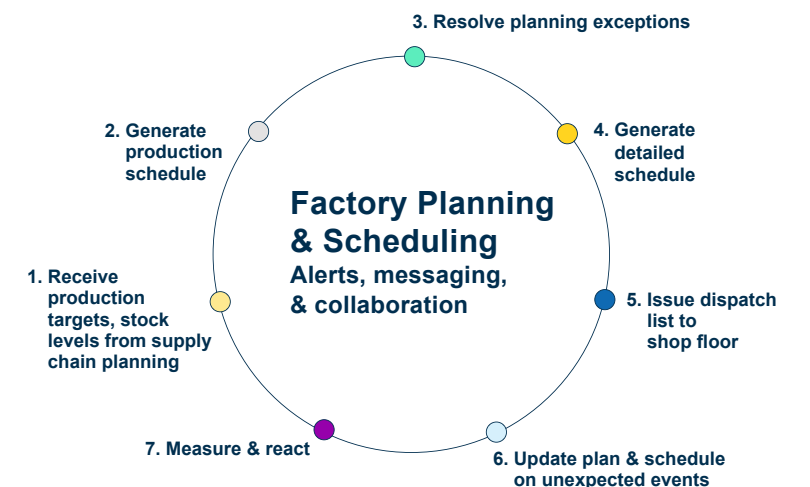 3. Resolve planning exceptions
2. Generate
production
schedule
4. Generate
detailed
schedule
Factory Planning
& Scheduling
Alerts, messaging,
& collaboration
1. Receive
production
targets, stock
levels from supply
chain planning
5. Issue dispatch
list to
shop floor
7. Measure & react
6. Update plan & schedule
on unexpected events